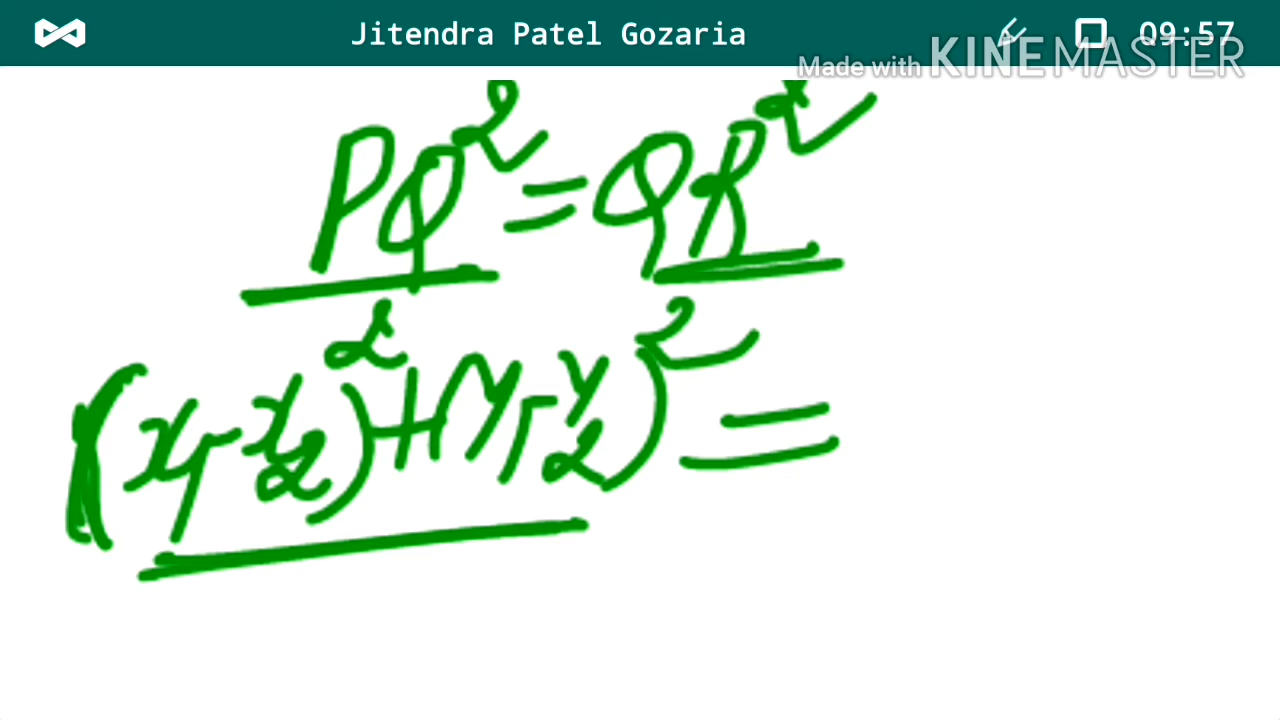 Jitendra Patel Gozaria
09:57
Made with KINEMASTER
PQ² = QR²
(x₁-x₂)²+(y₁-y₂)² =